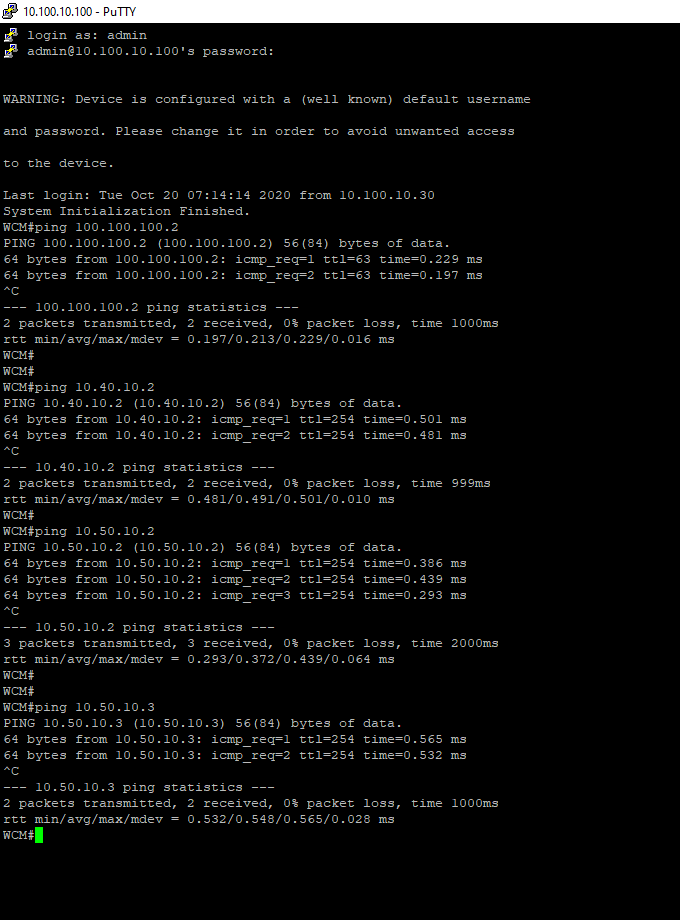 10.100.10.100 - PuTTY
login as: admin
admin@10.100.10.100's password:
WARNING: Device is configured with a (well known) default username
and password. Please change it in order to avoid unwanted access
to the device.
Last login: Tue Oct 20 07:14:14 2020 from 10.100.10.30
System Initialization Finished.
WCM#ping 100.100.100.2
PING 100.100.100.2 (100.100.100.2) 56(84) bytes of data.
64 bytes from 100.100.100.2: icmp_req=1 ttl=63 time=0.229 ms
64 bytes from 100.100.100.2: icmp_req=2 ttl=63 time=0.197 ms
^C
--- 100.100.100.2 ping statistics ---
2 packets transmitted, 2 received, 0% packet loss, time 1000ms
rtt min/avg/max/mdev = 0.197/0.213/0.229/0.016 ms
WCM#
WCM#
WCM#ping 10.40.10.2
PING 10.40.10.2 (10.40.10.2) 56(84) bytes of data.
64 bytes from 10.40.10.2: icmp_req=1 ttl=254 time=0.501 ms
64 bytes from 10.40.10.2: icmp_req=2 ttl=254 time=0.481 ms
^C
--- 10.40.10.2 ping statistics ---
2 packets transmitted, 2 received, 0% packet loss, time 999ms
rtt min/avg/max/mdev = 0.481/0.491/0.501/0.010 ms
WCM#
WCM#ping 10.50.10.2
PING 10.50.10.2 (10.50.10.2) 56(84) bytes of data.
64 bytes from 10.50.10.2: icmp_req=1 ttl=254 time=0.386 ms
64 bytes from 10.50.10.2: icmp_req=2 ttl=254 time=0.439 ms
64 bytes from 10.50.10.2: icmp_req=3 ttl=254 time=0.293 ms
^C
--- 10.50.10.2 ping statistics ---
3 packets transmitted, 3 received, 0% packet loss, time 2000ms
rtt min/avg/max/mdev = 0.293/0.372/0.439/0.064 ms
WCM#
WCM#
WCM#ping 10.50.10.3
PING 10.50.10.3 (10.50.10.3) 56(84) bytes of data.
64 bytes from 10.50.10.3: icmp_req=1 ttl=254 time=0.565 ms
64 bytes from 10.50.10.3: icmp_req=2 ttl=254 time=0.532 ms
^C
--- 10.50.10.3 ping statistics ---
2 packets transmitted, 2 received, 0% packet loss, time 1000ms
rtt min/avg/max/mdev = 0.532/0.548/0.565/0.028 ms
WCM#